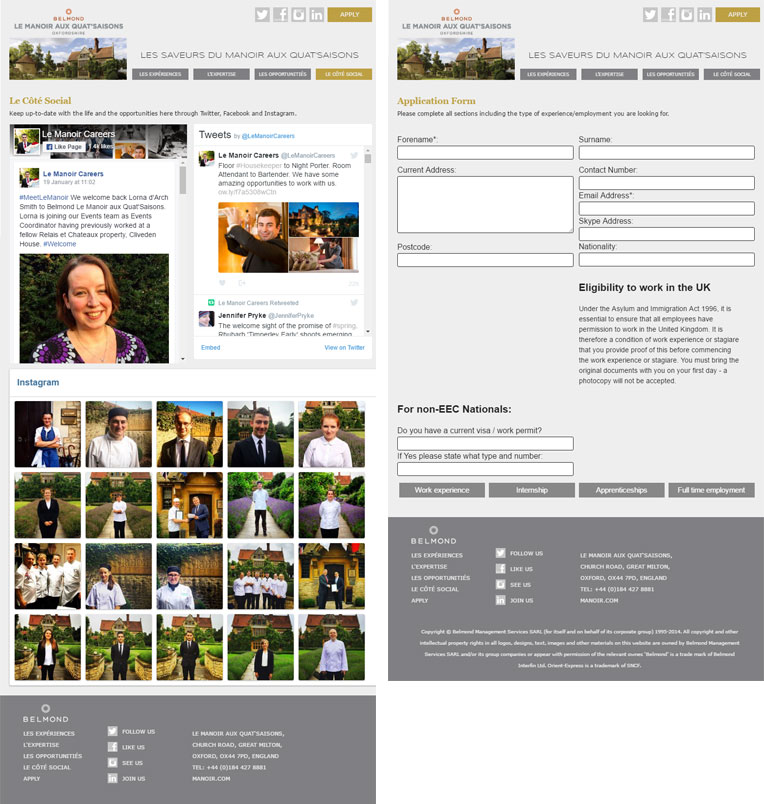 BELMOND
LE MANOIR AUX QUAT'SAISONS
OXFORDSHIRE
APPLY
LES SAVEURS DU MANOIR AUX QUAT'SAISONS
LES EXPÉRIENCES
L'EXPERTISE
LES OPPORTUNITIÉS
LE CÔTÉ SOCIAL
Le Côté Social
Keep up-to-date with the life and the opportunities here through Twitter, Facebook and Instagram.
Le Manoir Careers
Like Page
1.4k likes
Le Manoir Careers
19 January at 11:02
#MeetLeManoir We welcome back Lorna d'Arch
Smith to Belmond Le Manoir aux Quat'Saisons.
Lorna is joining our Events team as Events
Coordinator having previously worked at a
fellow Relais et Chateaux property, Cliveden
House. #Welcome
Tweets by @LeManoirCareers
Le Manoir Careers @LeManoirCareers
Floor #Housekeeper to Night Porter. Room
Attendant to Bartender. We have some
amazing opportunities to work with us.
22h
Le Manoir Careers Retweeted
Jennifer Pryke @JenniferPryke
The welcome sight of the promise of #spring.
Rhubarb 'Timperley Early' shoots emerging
Embed
View on Twitter
Instagram
BELMOND
LES EXPÉRIENCES
L'EXPERTISE
LES OPPORTUNITIÉS
LE CÔTÉ SOCIAL
APPLY
FOLLOW US
LIKE US
SEE US
JOIN US
LE MANOIR AUX QUAT'SAISONS,
CHURCH ROAD, GREAT MILTON,
OXFORD, OX44 7PD, ENGLAND
TEL: +44 (0)184 427 8881
MANOIR.COM
BELMOND
LE MANOIR AUX QUAT'SAISONS
OXFORDSHIRE
APPLY
LES SAVEURS DU MANOIR AUX QUAT'SAISONS
LES EXPÉRIENCES
L'EXPERTISE
LES OPPORTUNITIÉS
LE CÔTÉ SOCIAL
Application Form
Please complete all sections including the type of experience/employment you are looking for.
Forename*:
Surname:
Current Address:
Contact Number:
Email Address*:
Skype Address:
Postcode:
Nationality:
Eligibility to work in the UK
Under the Asylum and Immigration Act 1996, it is
essential to ensure that all employees have
permission to work in the United Kingdom. It is
therefore a condition of work experience or stagiare
that you provide proof of this before commencing
the work experience or stagiare. You must bring the
original documents with you on your first day - a
photocopy will not be accepted.
For non-EEC Nationals:
Do you have a current visa / work permit?
If Yes please state what type and number:
Work experience
Internship
Apprenticeships
Full time employment
BELMOND
LES EXPÉRIENCES
L'EXPERTISE
LES OPPORTUNITIÉS
LE CÔTÉ SOCIAL
APPLY
FOLLOW US
LIKE US
SEE US
JOIN US
LE MANOIR AUX QUAT'SAISONS,
CHURCH ROAD, GREAT MILTON,
OXFORD, OX44 7PD, ENGLAND
TEL: +44 (0)184 427 8881
MANOIR.COM
Copyright © Belmond Management Services SARL (for itself and on behalf of its corporate group) 1995-2014. All copyright and other
intellectual property rights in all logos, designs, text, images and other materials on this website are owned by Belmond Management
Services SARL and/or its group companies or appear with permission of the relevant owner. 'Belmond' is a trade mark of Belmond
Interfin Ltd. Orient-Express is a trademark of SNCF.